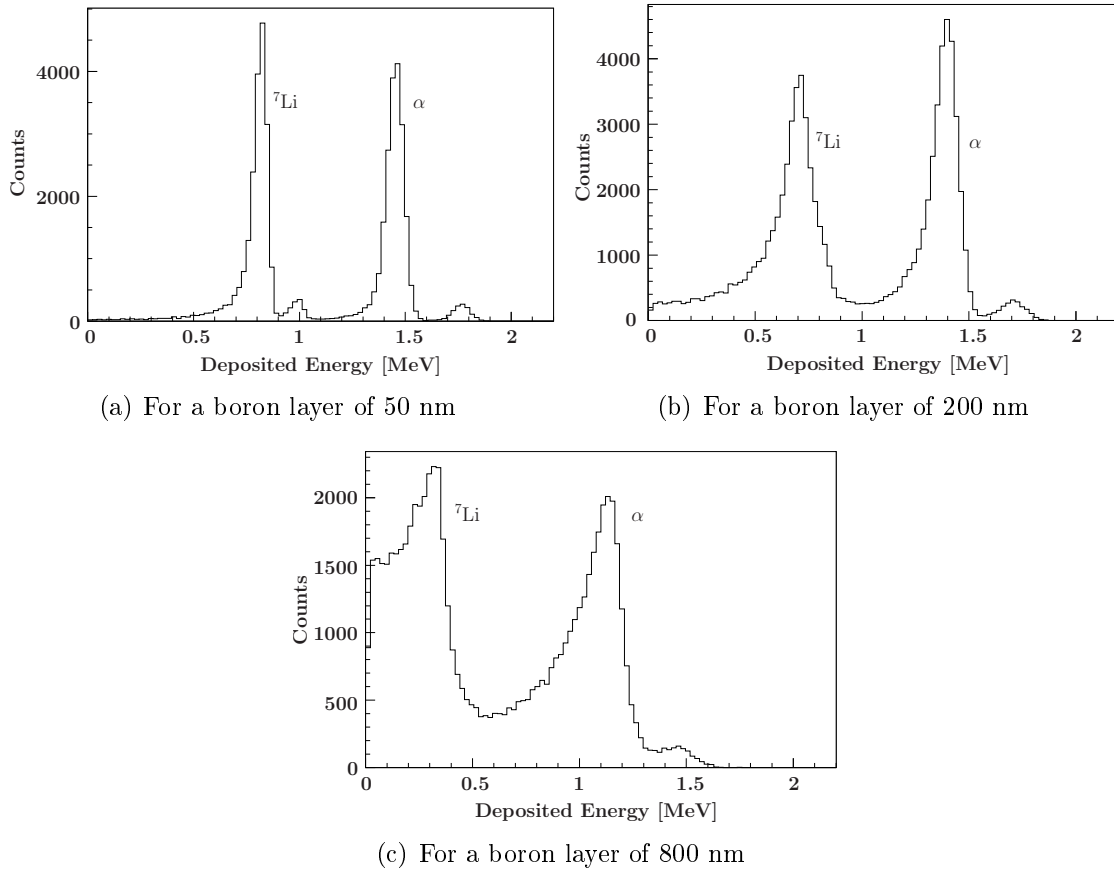 4000
2000
0
Counts
⁷Li
α
0 0.5 1 1.5 2
Deposited Energy [MeV]
(a) For a boron layer of 50 nm
4000
3000
2000
1000
0
Counts
⁷Li
α
0 0.5 1 1.5 2
Deposited Energy [MeV]
(b) For a boron layer of 200 nm
2000
1500
1000
500
0
Counts
⁷Li
α
0 0.5 1 1.5 2
Deposited Energy [MeV]
(c) For a boron layer of 800 nm